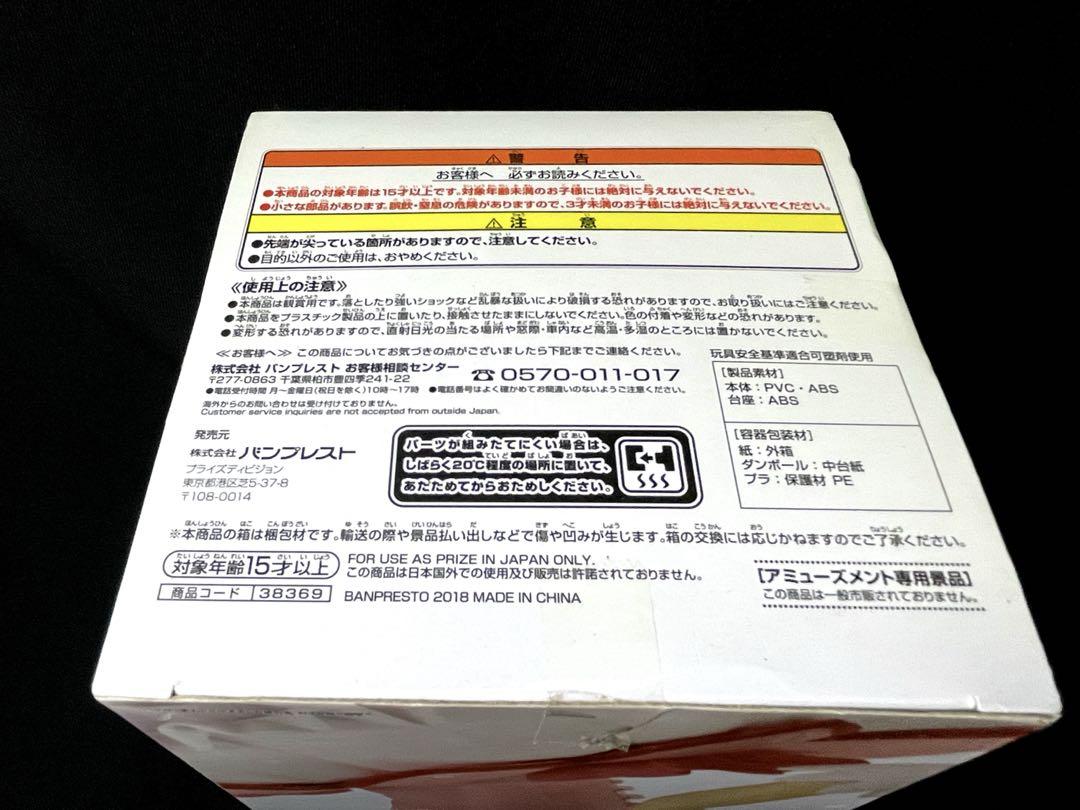 ⚠警 告
お客様へ 必ずお読みください。
●本商品の対象年齢は15才以上です。対象年齢未満のお子様には絶対に与えないでください。
●小さな部品があります。誤飲・窒息の危険がありますので、3才未満のお子様には絶対に与えないでください。
⚠注 意
●先端が尖っている箇所がありますので、注意してください。
●目的以外のご使用は、おやめください。
《使用上の注意》
●本商品は観賞用です。落としたり強いショックなど乱暴な扱いにより破損する恐れがありますので、お取り扱いにはご注意ください。
●本商品をプラスチック製品の上に置いたり、接触させたままにしないでください。色の付着や変形などの恐れがあります。
●変形する恐れがありますので、直射日光の当たる場所や窓際・車内など高温・多湿のところには置かないでください。
≪お客様へ≫ この商品についてお気づきの点がございましたら下記までご連絡ください。
株式会社 バンプレスト お客様相談センター
〒277-0863 千葉県柏市豊四季241-22
☎0570-011-017
●電話受付時間 月〜金曜日(祝日を除く)10時〜17時 ●電話番号はよく確かめてお間違いのないようご注意ください。
海外からのお問い合わせは受け付けておりません。
Customer service inquiries are not accepted from outside Japan.
玩具安全基準適合可塑剤使用
[製品素材]
本体:PVC・ABS
台座:ABS
[容器包装材]
紙:外箱
ダンボール:中台紙
プラ:保護材 PE
発売元
株式会社 バンプレスト
プライズディビジョン
東京都港区芝5-37-8
〒108-0014
パーツが組みたてにくい場合は、
しばらく20℃程度の場所に置いて、
あたためてからおためしください。
※本商品の箱は梱包材です。輸送の際や景品払い出しなどで傷や凹みが生じます。箱の交換には応じかねますのでご了承ください。
対象年齢15才以上
FOR USE AS PRIZE IN JAPAN ONLY.
この商品は日本国外での使用及び販売は許諾されておりません。
商品コード 38369
BANPRESTO 2018 MADE IN CHINA
【アミューズメント専用景品】
この商品は一般市販されておりません。